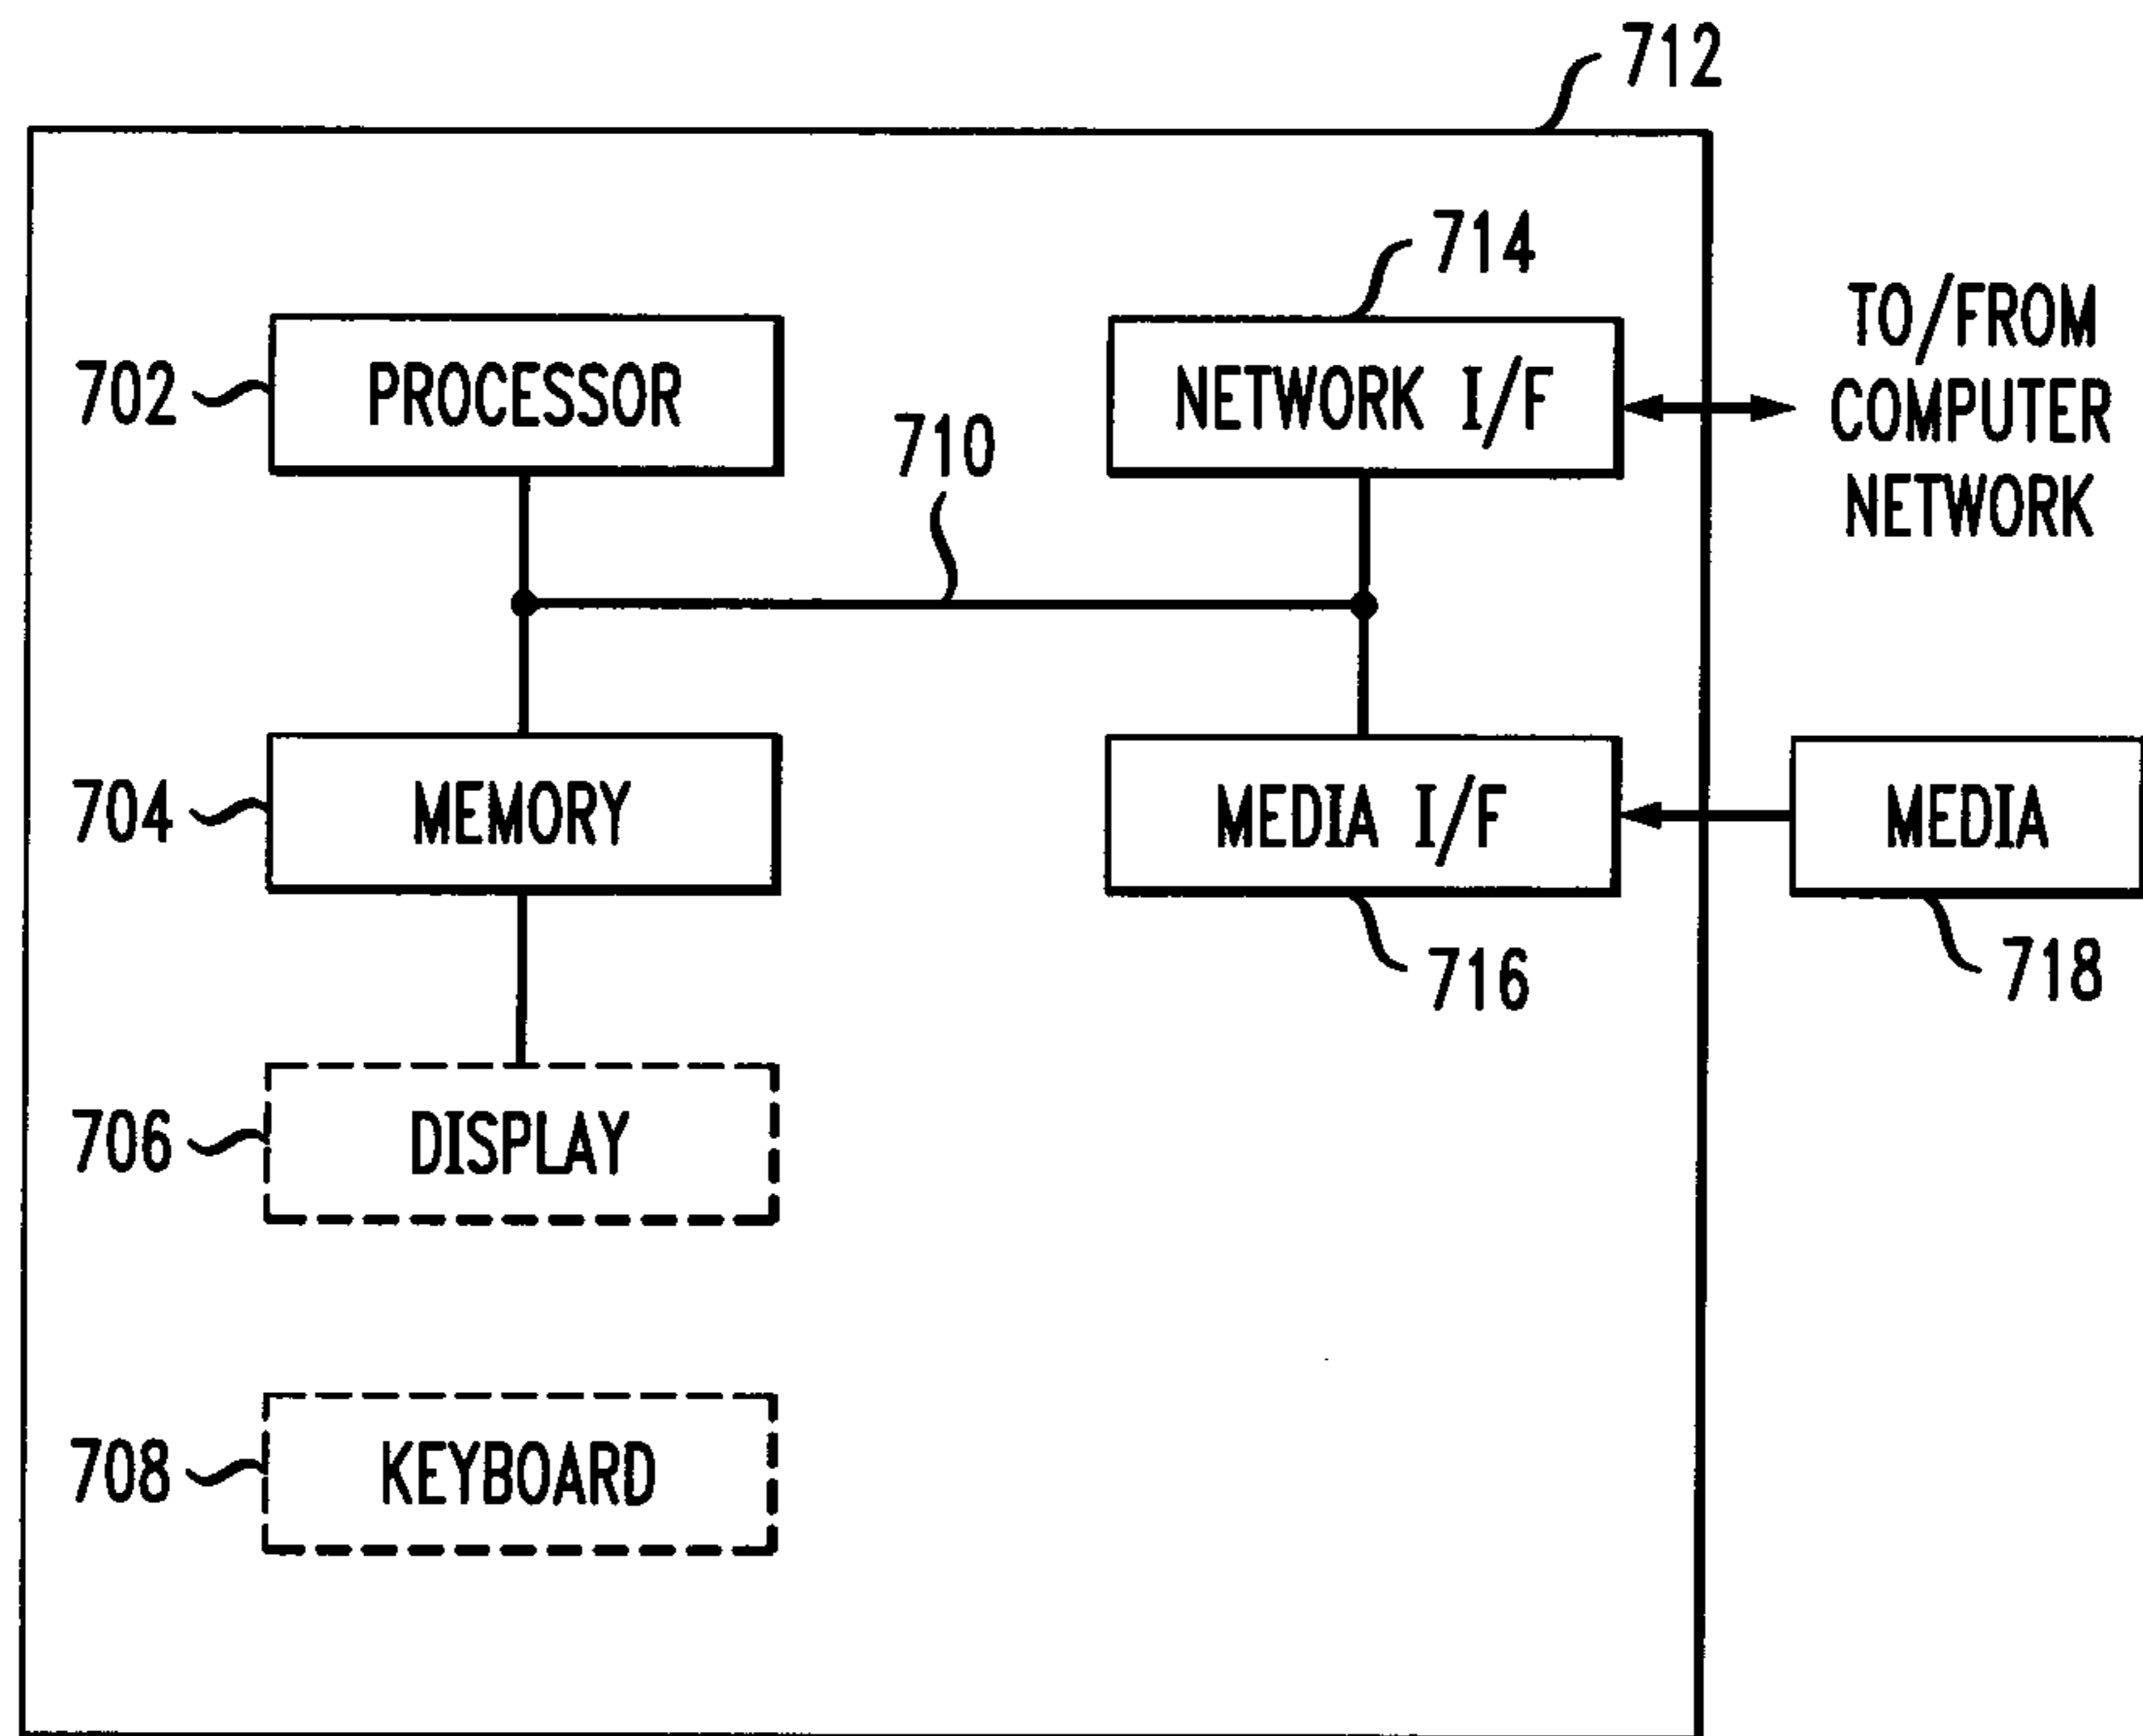 712
714
702
PROCESSOR
NETWORK I/F
TO/FROM
COMPUTER
NETWORK
710
704
MEMORY
MEDIA I/F
MEDIA
716
718
706
DISPLAY
708
KEYBOARD